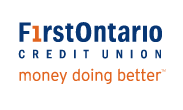 FirstOntario
CREDIT UNION
money doing better™